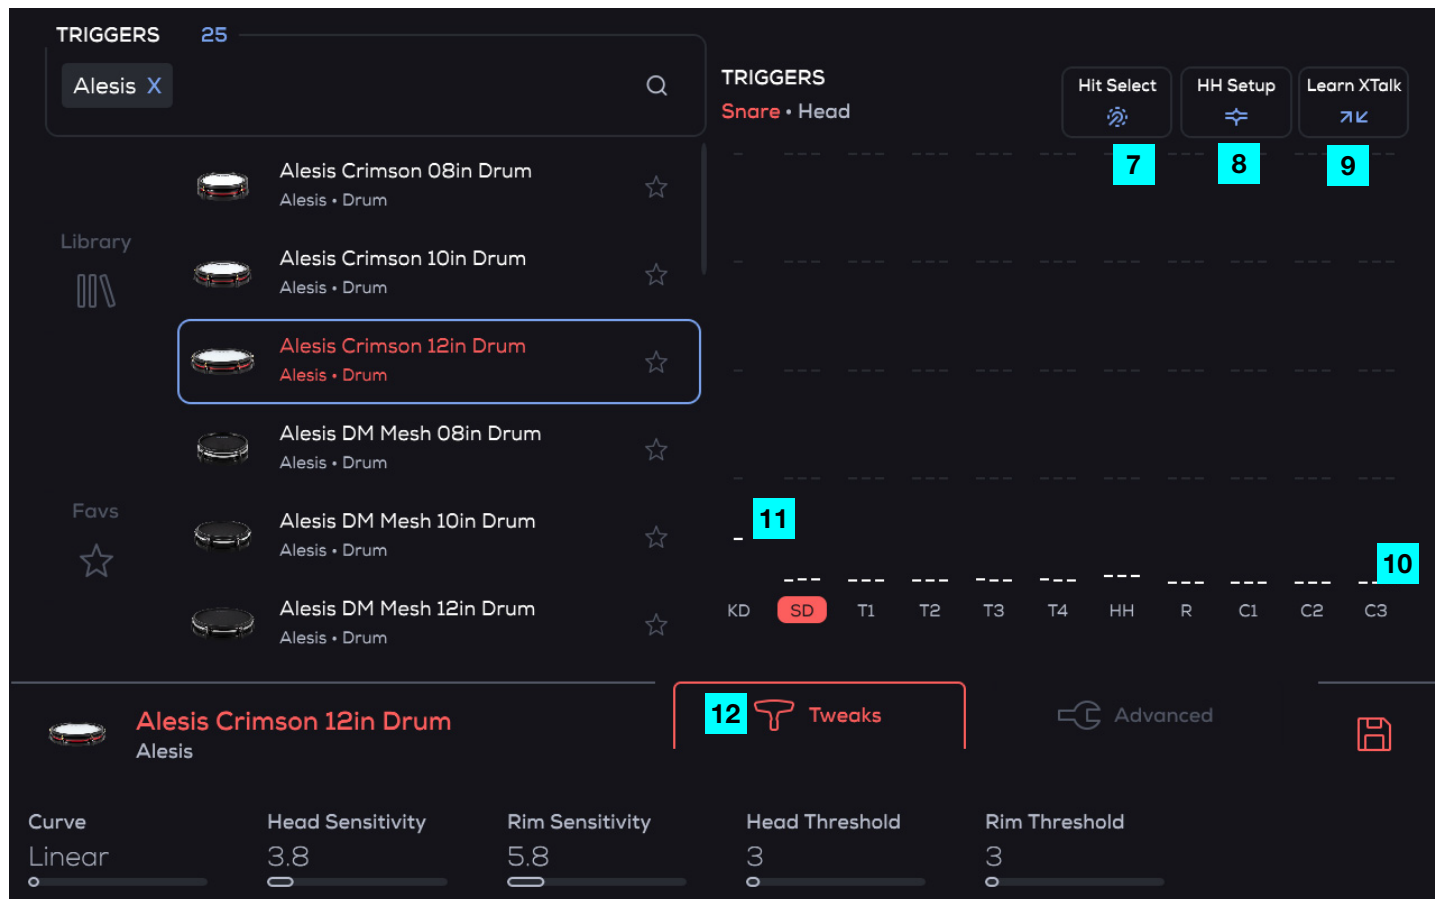 TRIGGERS 25
Alesis X
Library
Favs
Alesis Crimson 08in Drum
Alesis • Drum
Alesis Crimson 10in Drum
Alesis • Drum
Alesis Crimson 12in Drum
Alesis • Drum
Alesis DM Mesh 08in Drum
Alesis • Drum
Alesis DM Mesh 10in Drum
Alesis • Drum
Alesis DM Mesh 12in Drum
Alesis • Drum
TRIGGERS
Snare • Head
Hit Select
HH Setup
Learn XTalk
7 8 9
11
10
KD SD T1 T2 T3 T4 HH R C1 C2 C3
Alesis Crimson 12in Drum
Alesis
12 Tweaks
Advanced
Curve
Linear
Head Sensitivity
3.8
Rim Sensitivity
5.8
Head Threshold
3
Rim Threshold
3